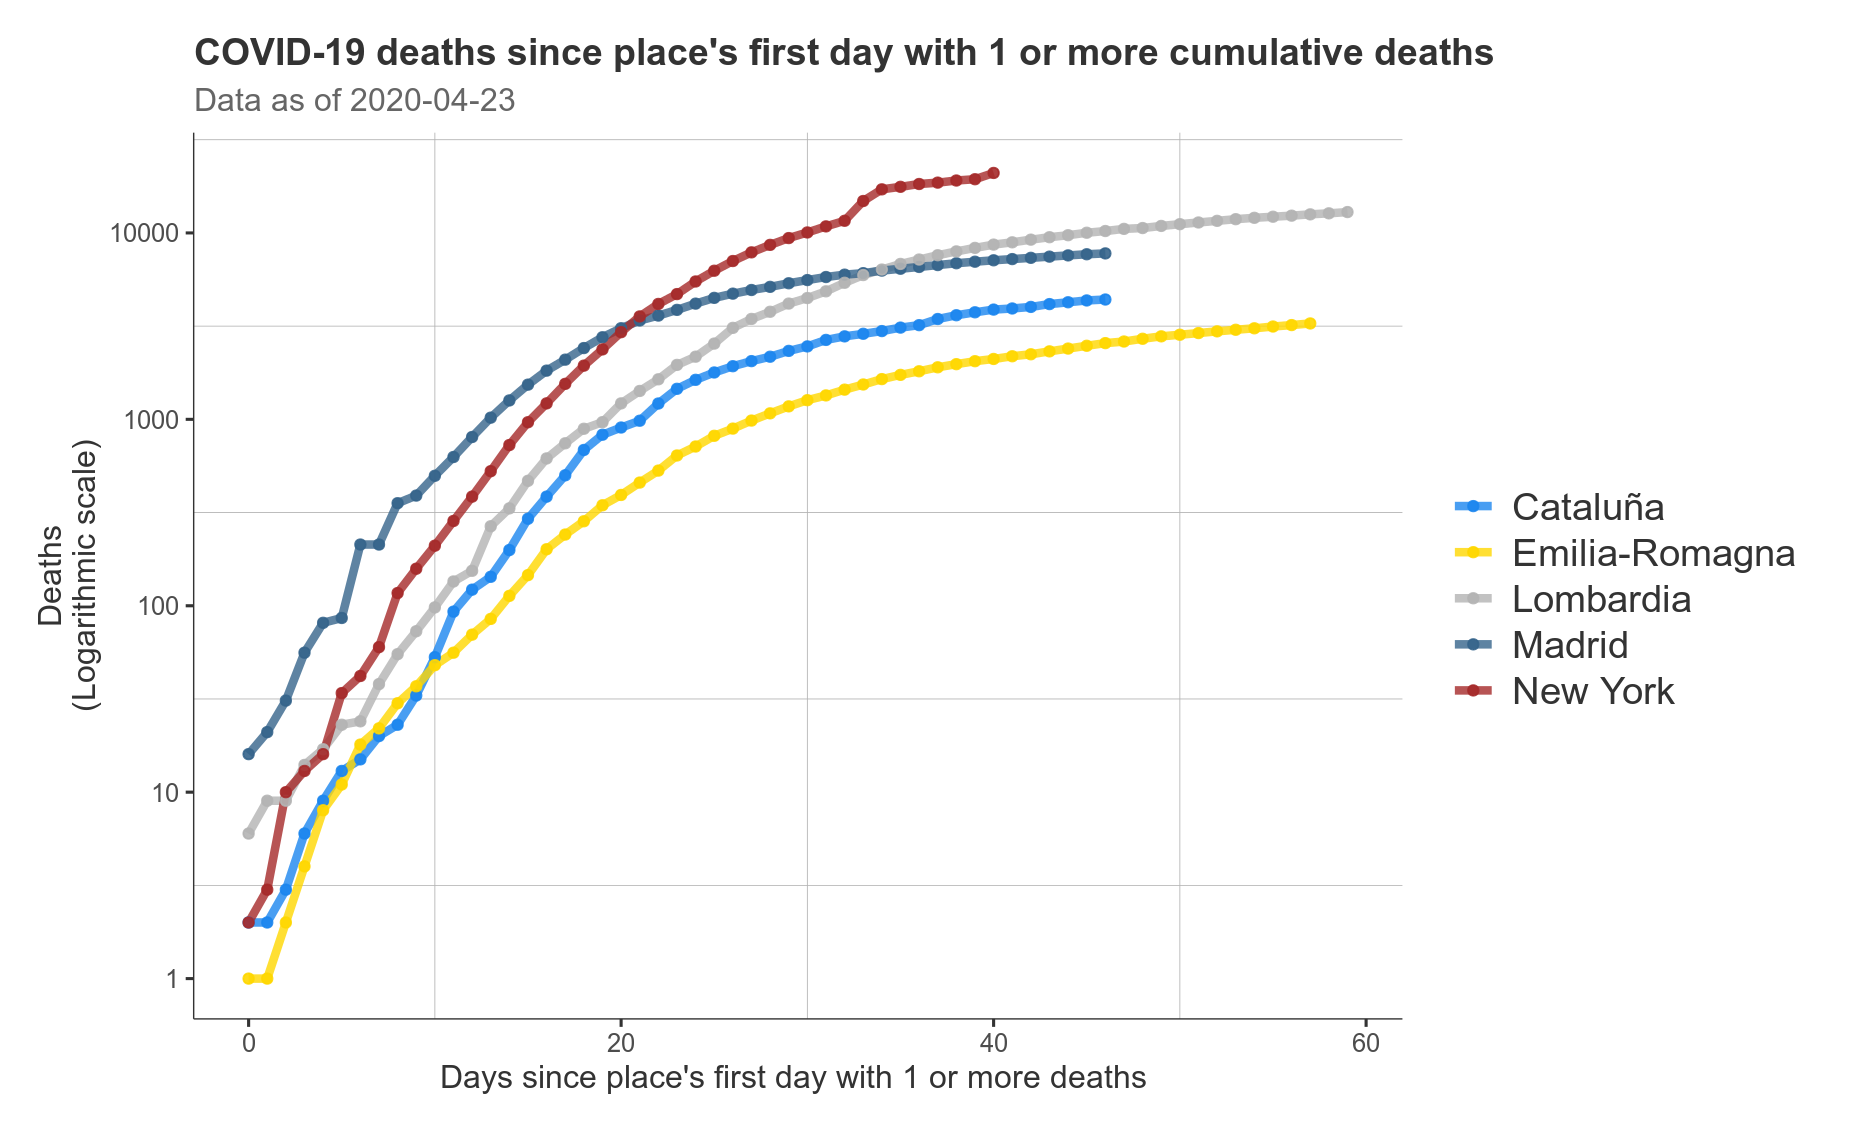 COVID-19 deaths since place's first day with 1 or more cumulative deaths
Data as of 2020-04-23
10000
1000
100
10
1
Deaths
(Logarithmic scale)
0
20
40
60
Days since place's first day with 1 or more deaths
Cataluña
Emilia-Romagna
Lombardia
Madrid
New York